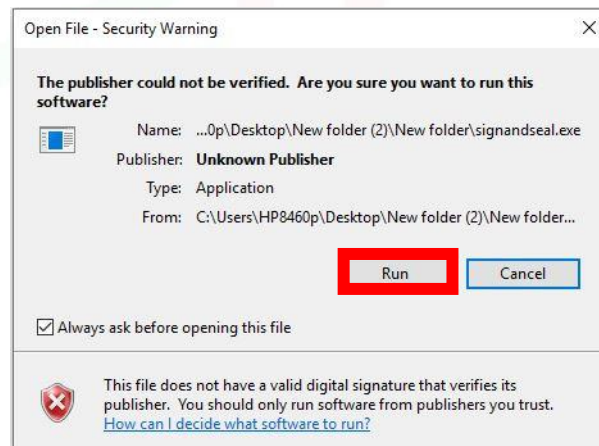 Open File - Security Warning
The publisher could not be verified. Are you sure you want to run this
software?
Name: ...0p\Desktop\New folder (2)\New folder\signandseal.exe
Publisher: Unknown Publisher
Type: Application
From: C:\Users\HP8460p\Desktop\New folder (2)\New folder...
Run Cancel
Always ask before opening this file
This file does not have a valid digital signature that verifies its
publisher. You should only run software from publishers you trust.
How can I decide what software to run?